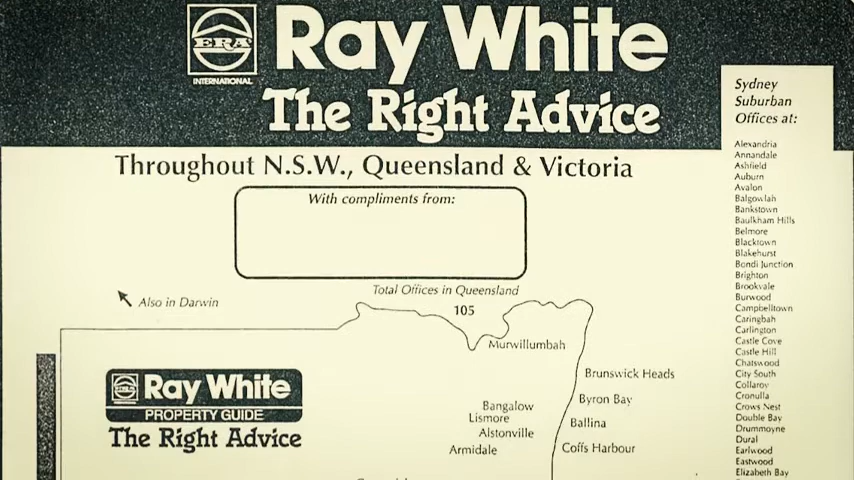 ERA
INTERNATIONAL
Ray White
The Right Advice
Throughout N.S.W., Queensland & Victoria
With compliments from:
Also in Darwin
Total Offices in Queensland
105
Murwillumbah
Brunswick Heads
Byron Bay
Bangalow
Lismore
Ballina
Alstonville
Armidale
Coffs Harbour
Ray White
PROPERTY GUIDE
The Right Advice
Sydney
Suburban
Offices at:
Alexandria
Annandale
Ashfield
Auburn
Avalon
Balgowlah
Bankstown
Baulkham Hills
Belmore
Blacktown
Blakehurst
Bondi Junction
Brighton
Brookvale
Burwood
Campbelltown
Caringbah
Carlington
Castle Cove
Castle Hill
Chatswood
City South
Collaroy
Cronulla
Crows Nest
Double Bay
Drummoyne
Dural
Earlwood
Eastwood
Elizabeth Bay